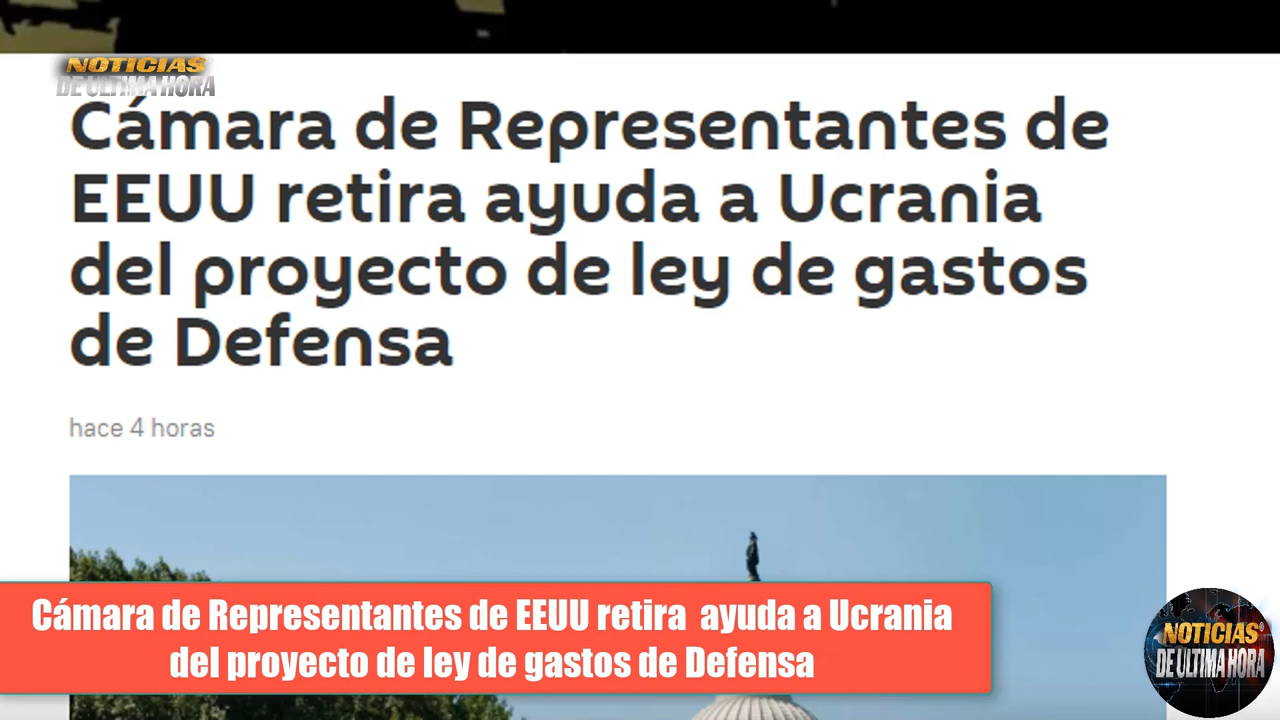 NOTICIAS
DE ULTIMA HORA
Cámara de Representantes de
EEUU retira ayuda a Ucrania
del proyecto de ley de gastos
de Defensa
hace 4 horas
Cámara de Representantes de EEUU retira  ayuda a Ucrania
del proyecto de ley de gastos de Defensa
NOTICIAS
DE ULTIMA HORA